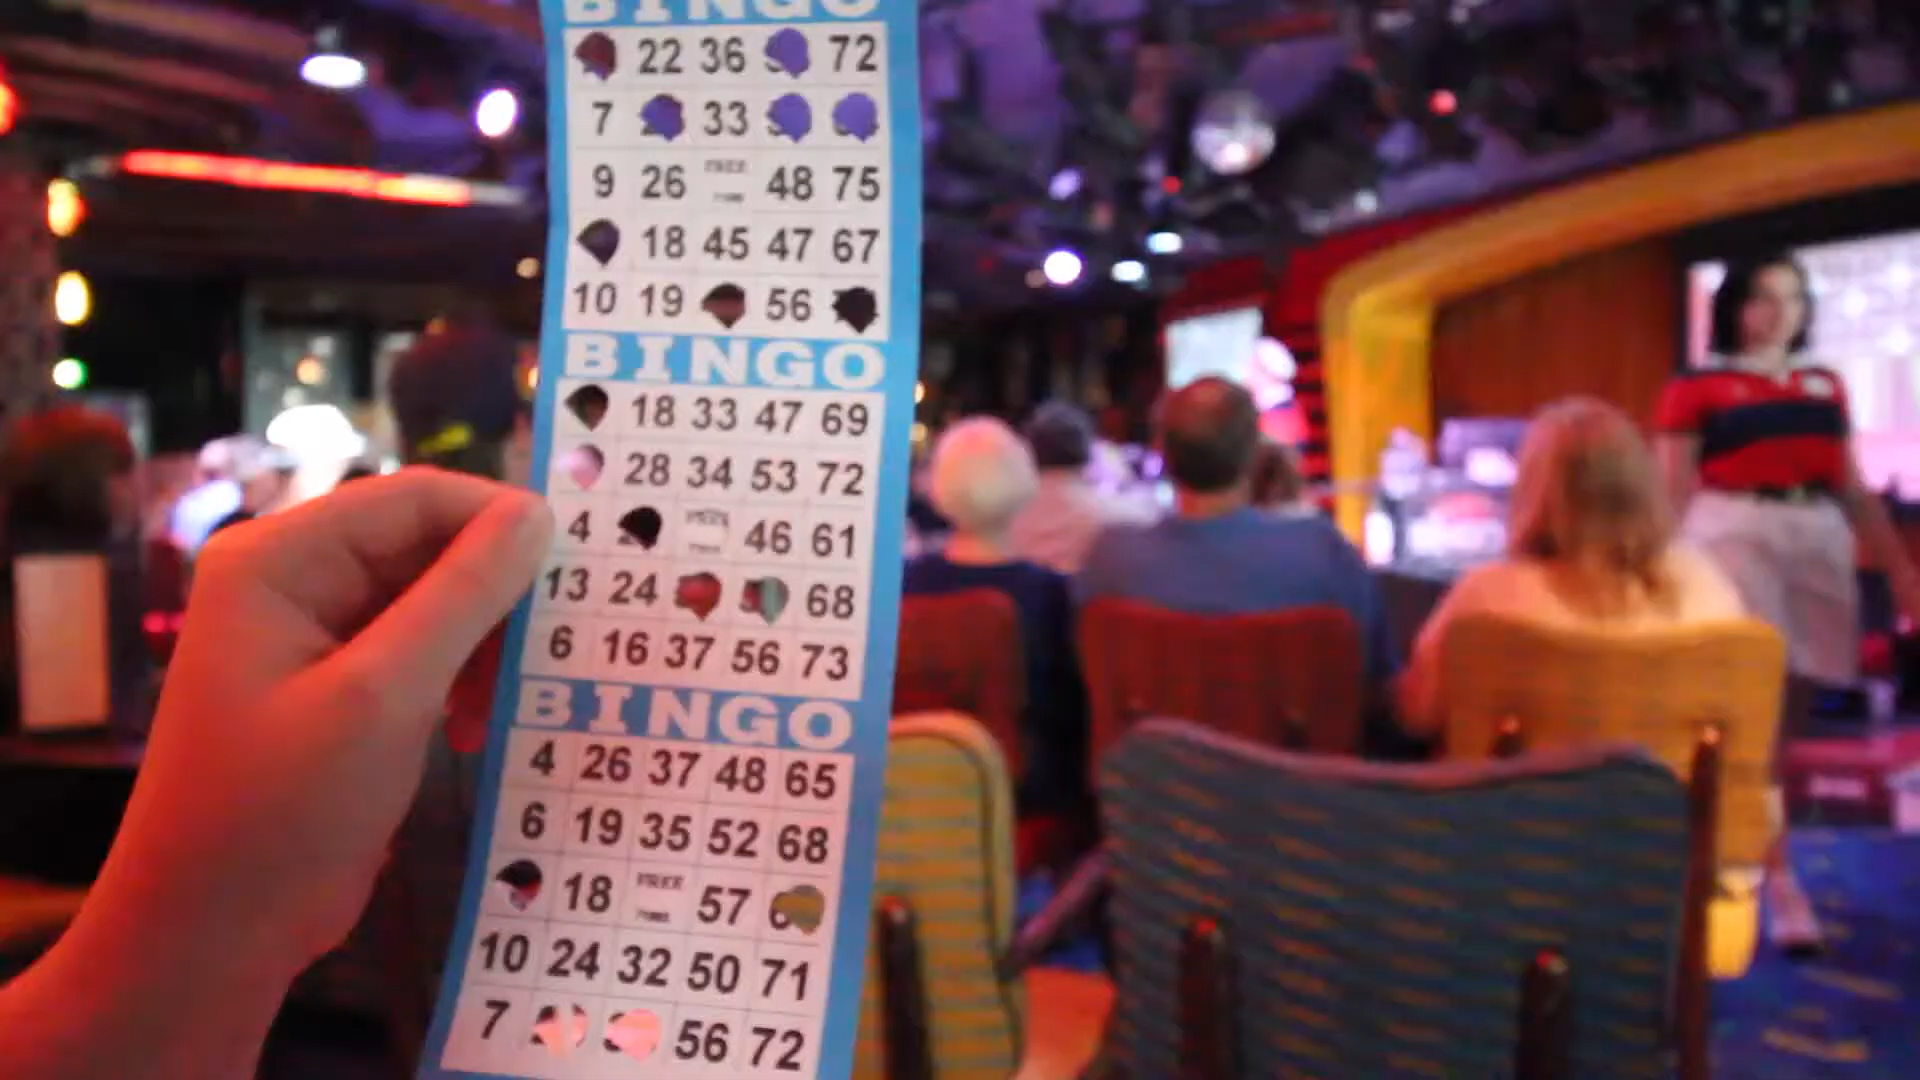 BINGO
22 36 72
7 33
9 26 FREE 48 75
18 45 47 67
10 19 56
BINGO
18 33 47 69
28 34 53 72
4 46 61
13 24 68
6 16 37 56 73
BINGO
4 26 37 48 65
6 19 35 52 68
18 FREE 57
10 24 32 50 71
7 56 72